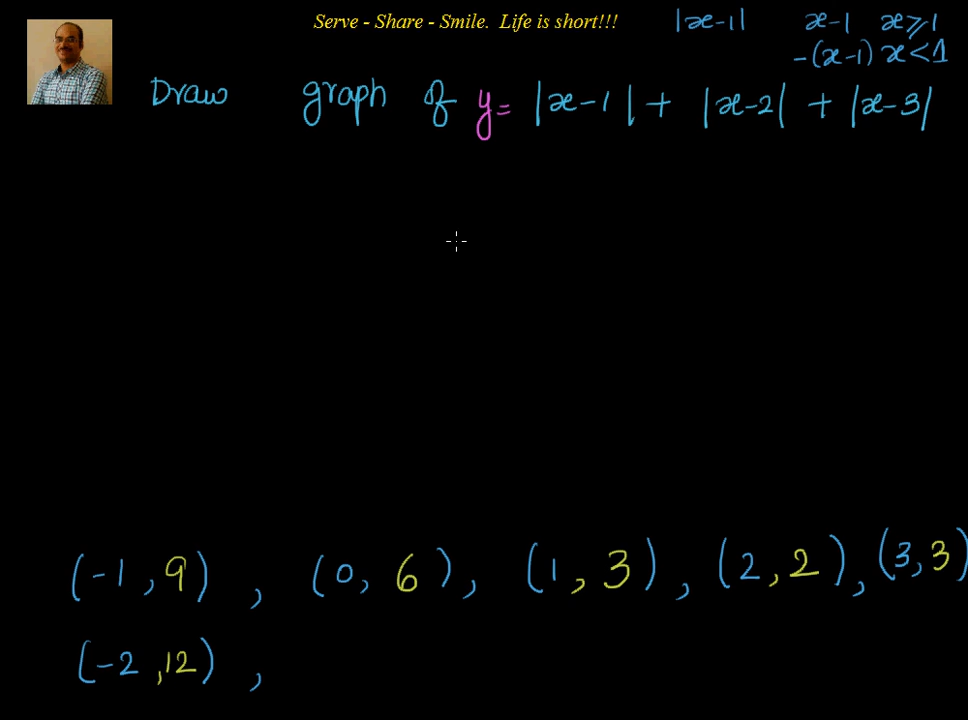 Serve - Share - Smile. Life is short!!!
|x-1| x-1 x⩾1
-(x-1) x<1
Draw graph of y= |x-1| + |x-2| + |x-3|
(-1,9), (0,6), (1,3), (2,2), (3,3)
(-2,12),